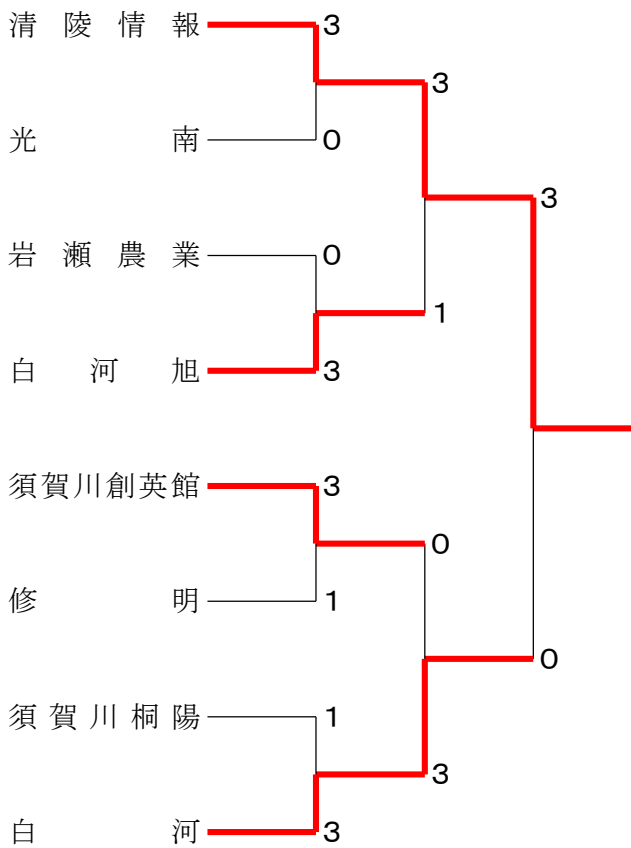 清陵情報 3
3
光南 0
3
岩瀬農業 0
1
白河旭 3
須賀川創英館 3
0
修明 1
0
須賀川桐陽 1
3
白河 3